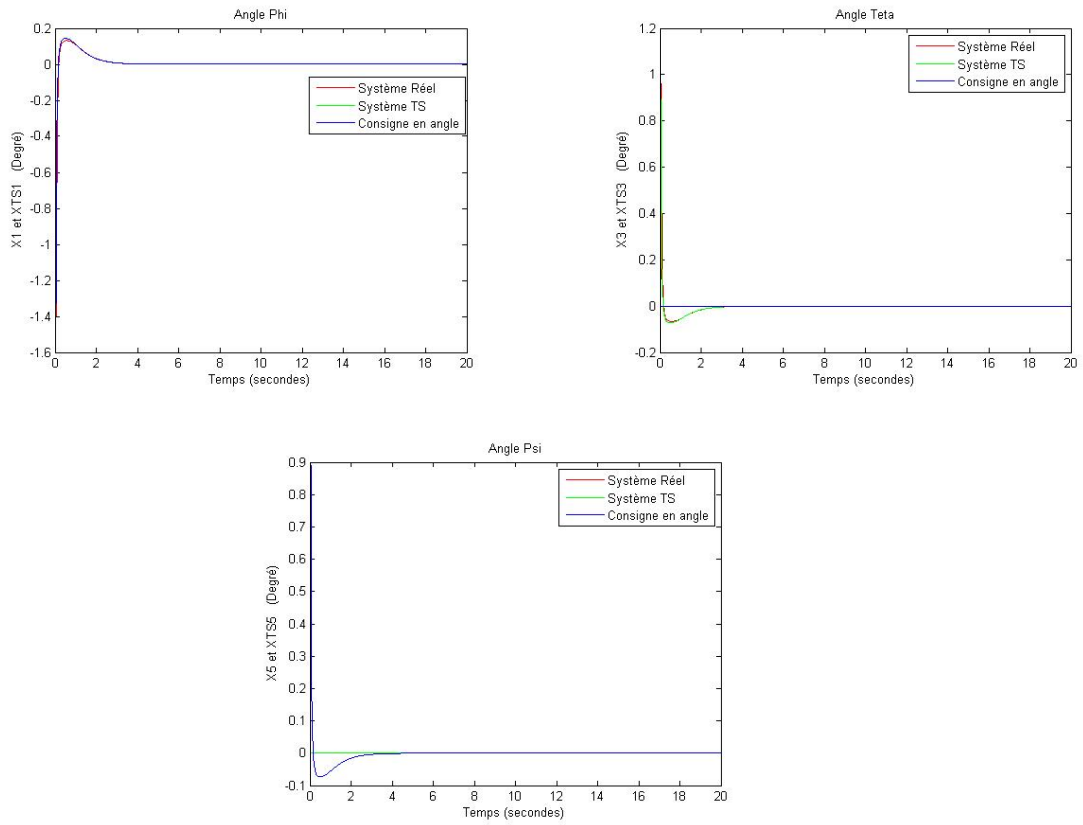 Angle Phi
0.2
0
-0.2
-0.4
-0.6
-0.8
-1
-1.2
-1.4
-1.6
X1 et XTS1 (Degré)
Système Réel
Système TS
Consigne en angle
0 2 4 6 8 10 12 14 16 18 20
Temps (secondes)
Angle Teta
1.2
1
0.8
0.6
0.4
0.2
0
-0.2
X3 et XTS3 (Degré)
Système Réel
Système TS
Consigne en angle
0 2 4 6 8 10 12 14 16 18 20
Temps (secondes)
Angle Psi
0.9
0.8
0.7
0.6
0.5
0.4
0.3
0.2
0.1
0
-0.1
X5 et XTS5 (Degré)
Système Réel
Système TS
Consigne en angle
0 2 4 6 8 10 12 14 16 18 20
Temps (secondes)